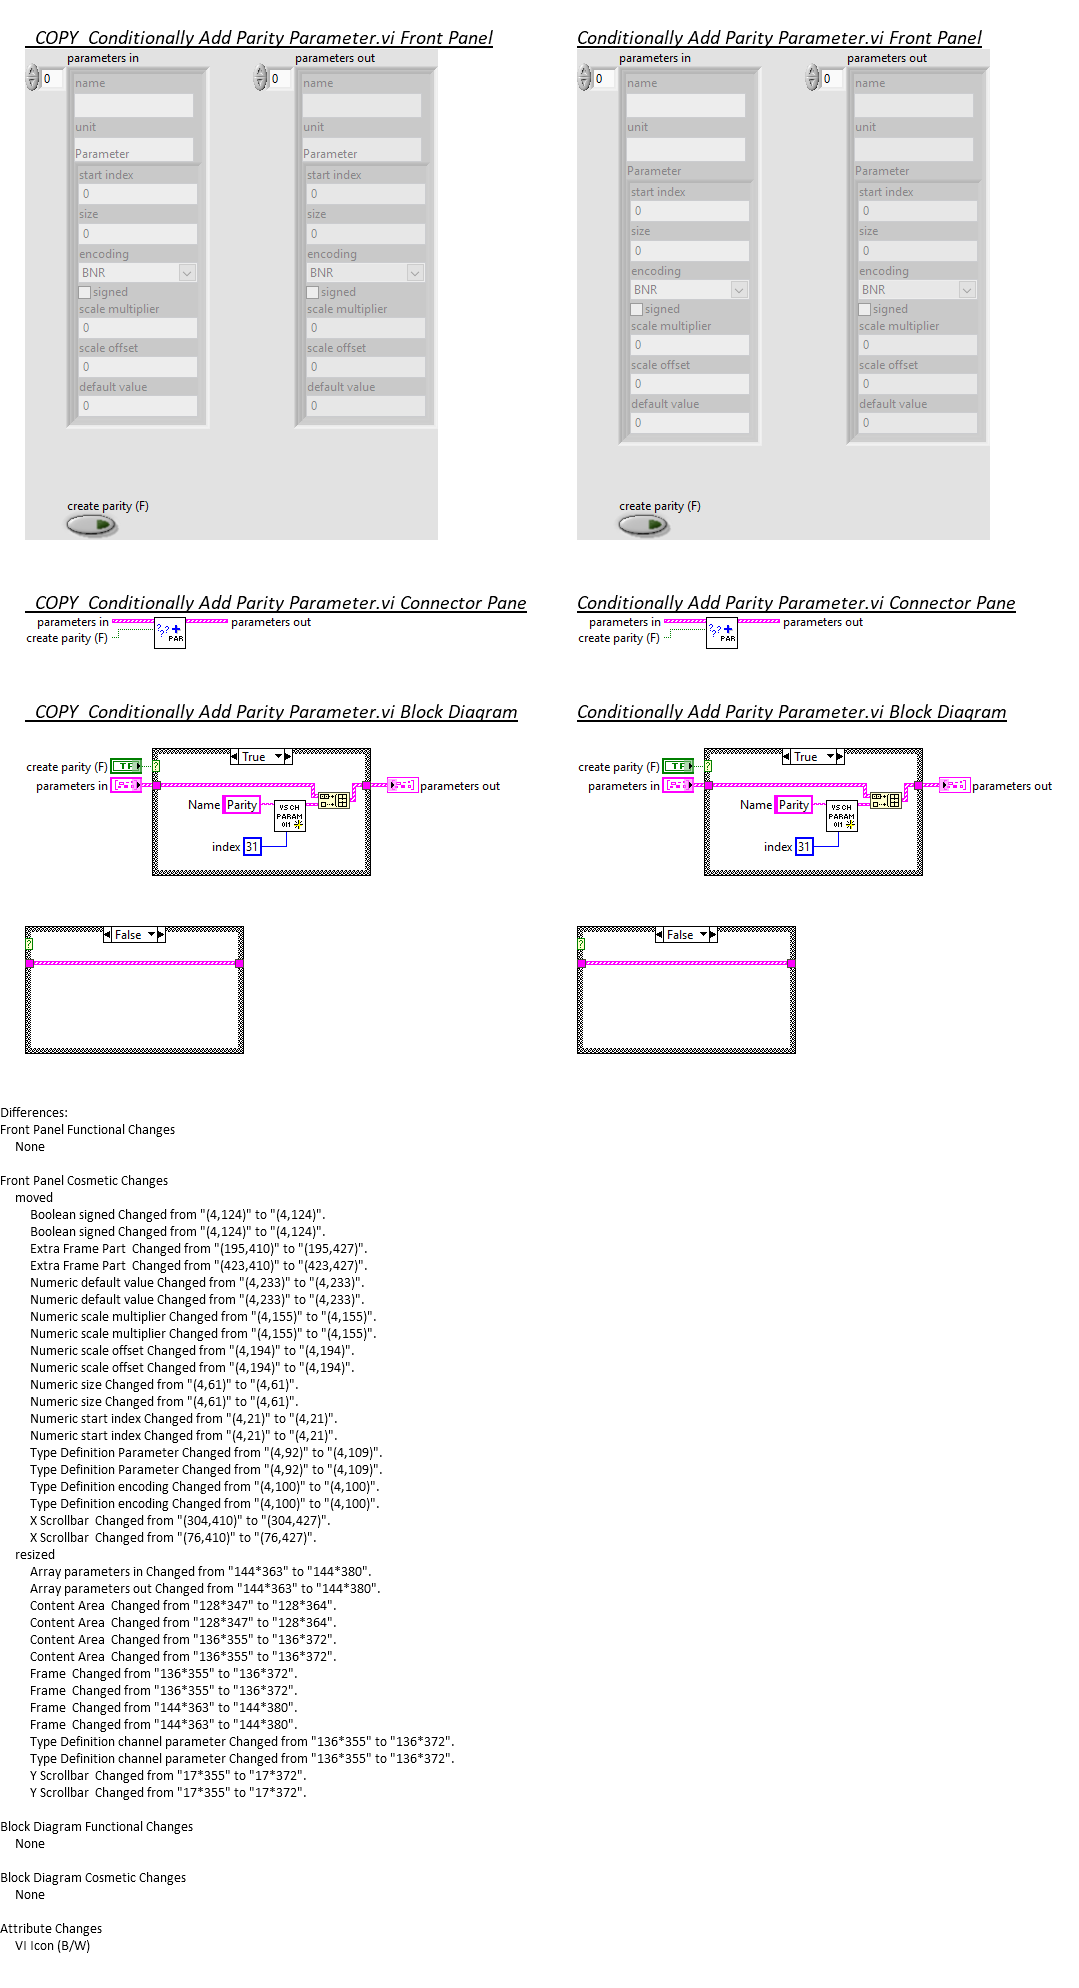 COPY  Conditionally Add Parity Parameter.vi Front Panel
parameters in
0
name
unit
Parameter
start index
0
size
0
encoding
BNR
signed
scale multiplier
0
scale offset
0
default value
0
parameters out
0
name
unit
Parameter
start index
0
size
0
encoding
BNR
signed
scale multiplier
0
scale offset
0
default value
0
create parity (F)
Conditionally Add Parity Parameter.vi Front Panel
parameters in
0
name
unit
Parameter
start index
0
size
0
encoding
BNR
signed
scale multiplier
0
scale offset
0
default value
0
parameters out
0
name
unit
Parameter
start index
0
size
0
encoding
BNR
signed
scale multiplier
0
scale offset
0
default value
0
create parity (F)
COPY  Conditionally Add Parity Parameter.vi Connector Pane
parameters in
create parity (F)
??? +
PAR
parameters out
Conditionally Add Parity Parameter.vi Connector Pane
parameters in
create parity (F)
??? +
PAR
parameters out
COPY  Conditionally Add Parity Parameter.vi Block Diagram
True
create parity (F) TF ?
parameters in
parameters out
Name Parity
VSCH
PARAM
index 31
False
?
Conditionally Add Parity Parameter.vi Block Diagram
True
create parity (F) TF ?
parameters in
parameters out
Name Parity
VSCH
PARAM
index 31
False
?
Differences:
Front Panel Functional Changes
None
Front Panel Cosmetic Changes
moved
Boolean signed Changed from "(4,124)" to "(4,124)".
Boolean signed Changed from "(4,124)" to "(4,124)".
Extra Frame Part  Changed from "(195,410)" to "(195,427)".
Extra Frame Part  Changed from "(423,410)" to "(423,427)".
Numeric default value Changed from "(4,233)" to "(4,233)".
Numeric default value Changed from "(4,233)" to "(4,233)".
Numeric scale multiplier Changed from "(4,155)" to "(4,155)".
Numeric scale multiplier Changed from "(4,155)" to "(4,155)".
Numeric scale offset Changed from "(4,194)" to "(4,194)".
Numeric scale offset Changed from "(4,194)" to "(4,194)".
Numeric size Changed from "(4,61)" to "(4,61)".
Numeric size Changed from "(4,61)" to "(4,61)".
Numeric start index Changed from "(4,21)" to "(4,21)".
Numeric start index Changed from "(4,21)" to "(4,21)".
Type Definition Parameter Changed from "(4,92)" to "(4,109)".
Type Definition Parameter Changed from "(4,92)" to "(4,109)".
Type Definition encoding Changed from "(4,100)" to "(4,100)".
Type Definition encoding Changed from "(4,100)" to "(4,100)".
X Scrollbar  Changed from "(304,410)" to "(304,427)".
X Scrollbar  Changed from "(76,410)" to "(76,427)".
resized
Array parameters in Changed from "144*363" to "144*380".
Array parameters out Changed from "144*363" to "144*380".
Content Area  Changed from "128*347" to "128*364".
Content Area  Changed from "128*347" to "128*364".
Content Area  Changed from "136*355" to "136*372".
Content Area  Changed from "136*355" to "136*372".
Frame  Changed from "136*355" to "136*372".
Frame  Changed from "136*355" to "136*372".
Frame  Changed from "144*363" to "144*380".
Frame  Changed from "144*363" to "144*380".
Type Definition channel parameter Changed from "136*355" to "136*372".
Type Definition channel parameter Changed from "136*355" to "136*372".
Y Scrollbar  Changed from "17*355" to "17*372".
Y Scrollbar  Changed from "17*355" to "17*372".
Block Diagram Functional Changes
None
Block Diagram Cosmetic Changes
None
Attribute Changes
VI Icon (B/W)